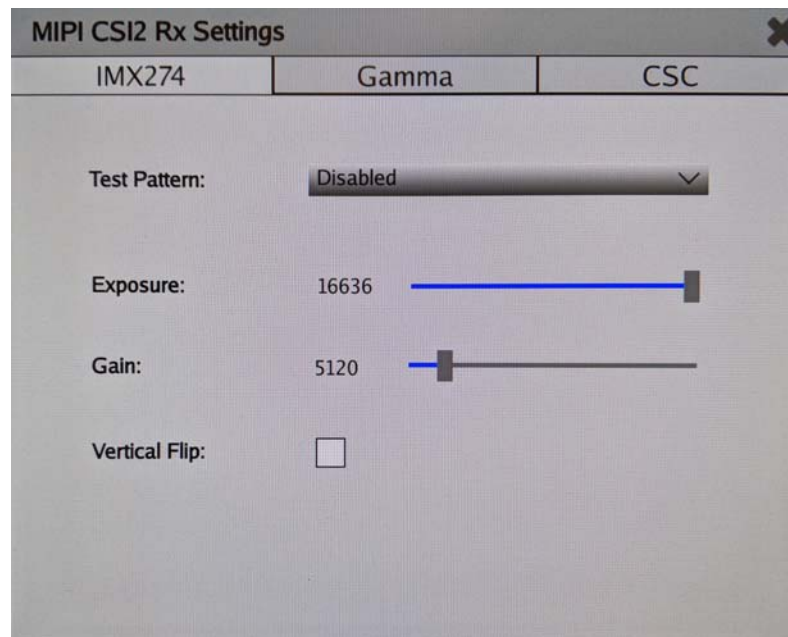 MIPI CSI2 Rx Settings
IMX274 Gamma CSC
Test Pattern: Disabled
Exposure: 16636
Gain: 5120
Vertical Flip: